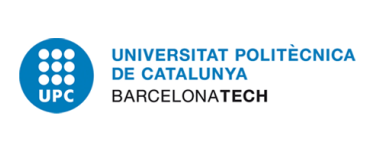 UPC
UNIVERSITAT POLITÈCNICA
DE CATALUNYA
BARCELONATECH